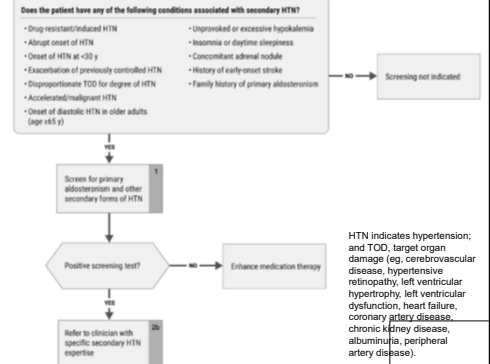 Does the patient have any of the following conditions associated with secondary HTN?
• Drug-resistant/induced HTN
• Abrupt onset of HTN
• Onset of HTN at <30 y
• Exacerbation of previously controlled HTN
• Disproportionate TOD for degree of HTN
• Accelerated/malignant HTN
• Onset of diastolic HTN in older adults
(age ≥65 y)
• Unprovoked or excessive hypokalemia
• Insomnia or daytime sleepiness
• Concomitant adrenal nodule
• History of early-onset stroke
• Family history of primary aldosteronism
NO
Screening not indicated
YES
1
Screen for primary
aldosteronism and other
secondary forms of HTN
Positive screening test?
NO
Enhance medication therapy
YES
2b
Refer to clinician with
specific secondary HTN
expertise
HTN indicates hypertension;
and TOD, target organ
damage (eg, cerebrovascular
disease, hypertensive
retinopathy, left ventricular
hypertrophy, left ventricular
dysfunction, heart failure,
coronary artery disease,
chronic kidney disease,
albuminuria, peripheral
artery disease).